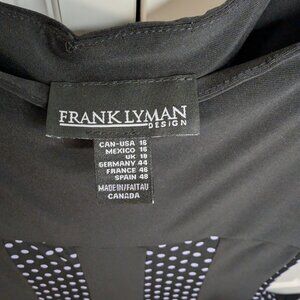 FRANK LYMAN
DESIGN
CAN-USA 16
MEXICO 16
UK 18
GERMANY 44
FRANCE 46
SPAIN 48
MADE IN/FAIT AU
CANADA